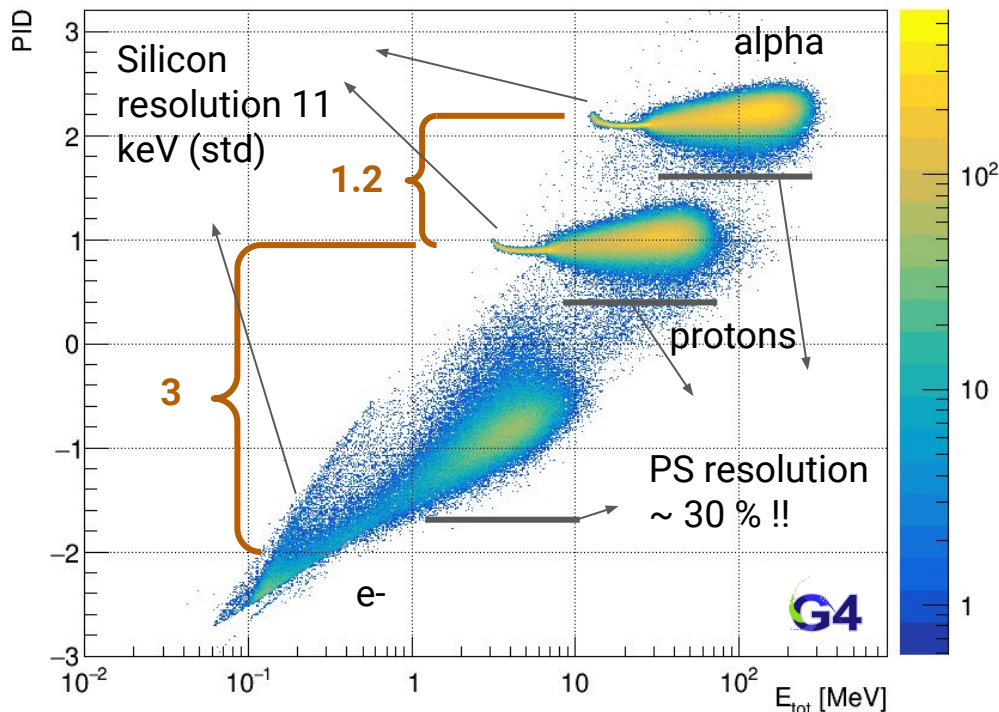 PID
3
2
1
0
−1
−2
−3
Silicon
resolution 11
keV (std)
alpha
1.2
3
protons
PS resolution
~ 30 % !!
e-
G4
10⁻²
10⁻¹
1
10
10²
E_tot [MeV]
10²
10
1